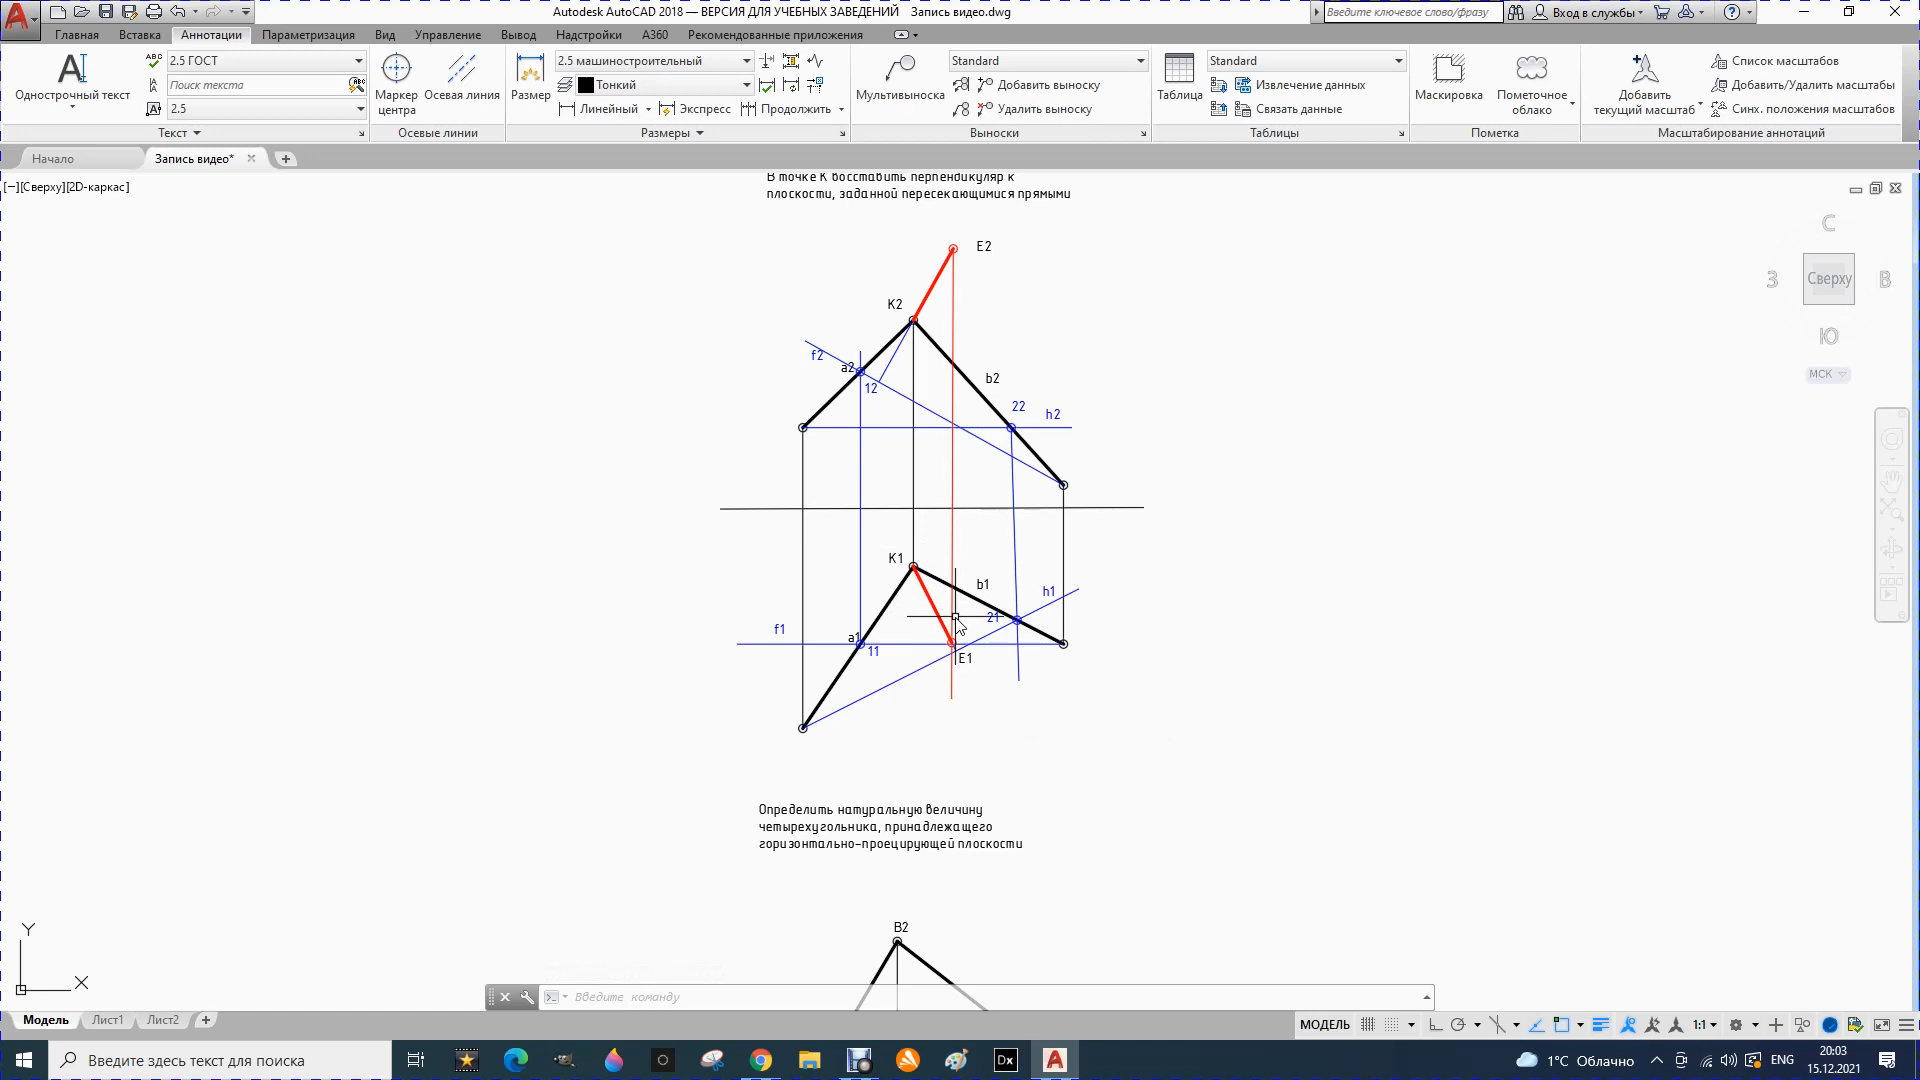 Autodesk AutoCAD 2018 — ВЕРСИЯ ДЛЯ УЧЕБНЫХ ЗАВЕДЕНИЙ Запись видео.dwg
Введите ключевое слово/фразу
Вход в службы
Главная Вставка Аннотации Параметризация Вид Управление Вывод Надстройки A360 Рекомендованные приложения
Однострочный текст
2.5 ГОСТ
Поиск текста
2.5
Текст
Маркер центра
Осевая линия
Осевые линии
Размер
2.5 машиностроительный
Тонкий
Линейный Экспресс Продолжить
Размеры
Мультивыноска
Standard
Добавить выноску
Удалить выноску
Выноски
Таблица
Standard
Извлечение данных
Связать данные
Таблицы
Маскировка
Пометочное облако
Пометка
Добавить текущий масштаб
Список масштабов
Добавить/Удалить масштабы
Синх. положения масштабов
Масштабирование аннотаций
Начало Запись видео*
[−][Сверху][2D-каркас]
В точке К восставить перпендикуляр к
плоскости, заданной пересекающимися прямыми
С
З Сверху В
Ю
МСК
E2
K2
f2
a2
12
b2
22
h2
K1
b1
h1
21
f1
a1
11
E1
Определить натуральную величину
четырехугольника, принадлежащего
горизонтально-проецирующей плоскости
B2
Y
X
Введите команду
Модель Лист1 Лист2
МОДЕЛЬ 1:1
Введите здесь текст для поиска
Dx
1°C Облачно
ENG
20:03
15.12.2021